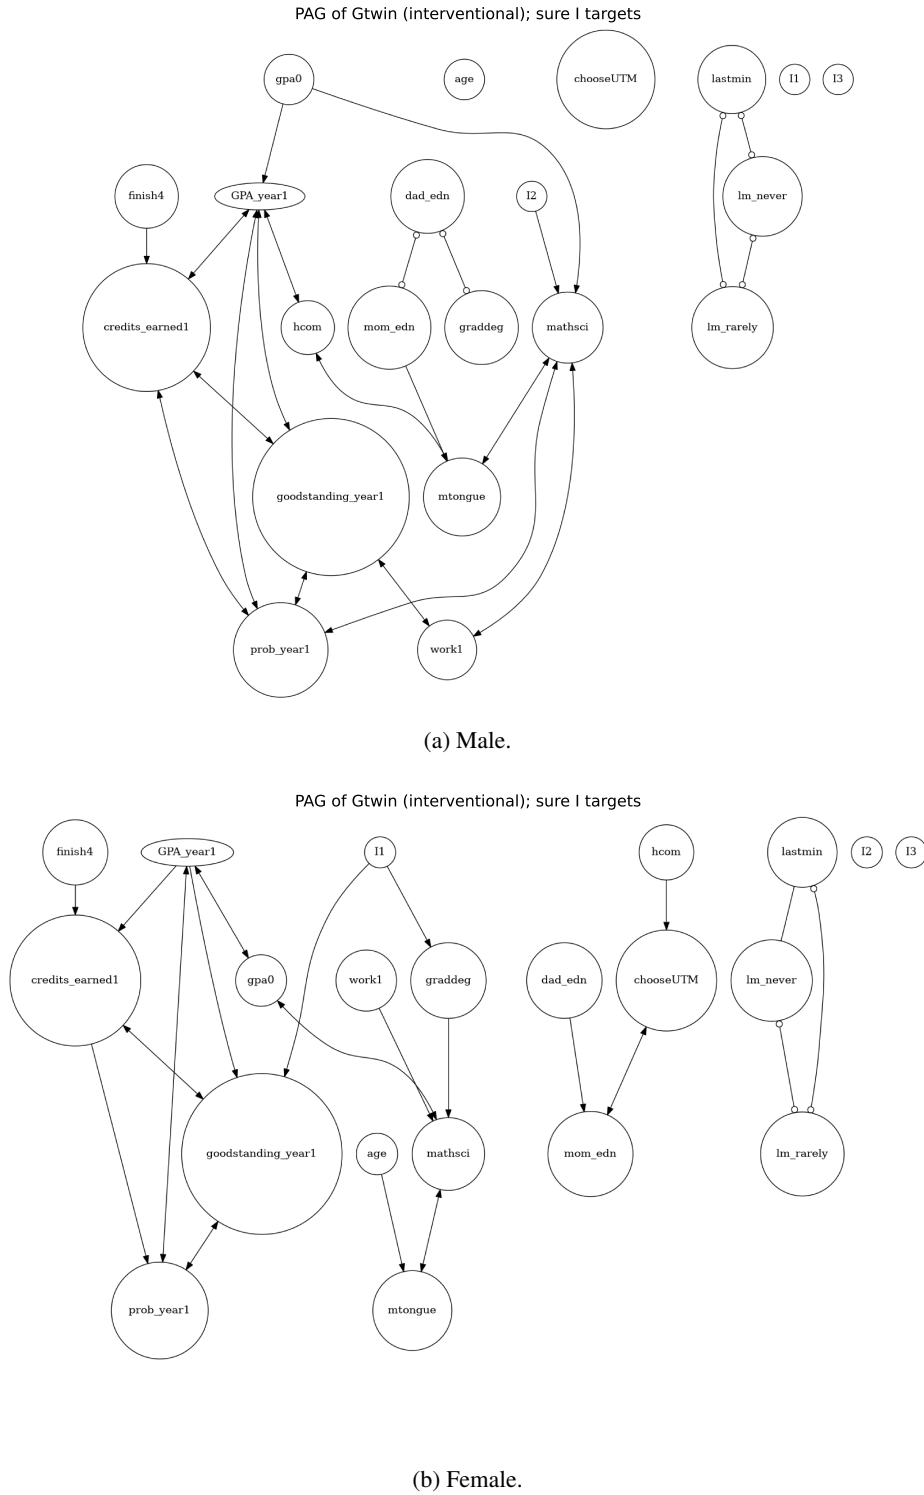 PAG of Gtwin (interventional); sure I targets
gpa0
age
chooseUTM
lastmin
I1
I3
finish4
GPA_year1
dad_edn
I2
lm_never
credits_earned1
hcom
mom_edn
graddeg
mathsci
lm_rarely
goodstanding_year1
mtongue
prob_year1
work1
(a) Male.
PAG of Gtwin (interventional); sure I targets
finish4
GPA_year1
I1
hcom
lastmin
I2
I3
credits_earned1
gpa0
work1
graddeg
dad_edn
chooseUTM
lm_never
goodstanding_year1
age
mathsci
mom_edn
lm_rarely
prob_year1
mtongue
(b) Female.